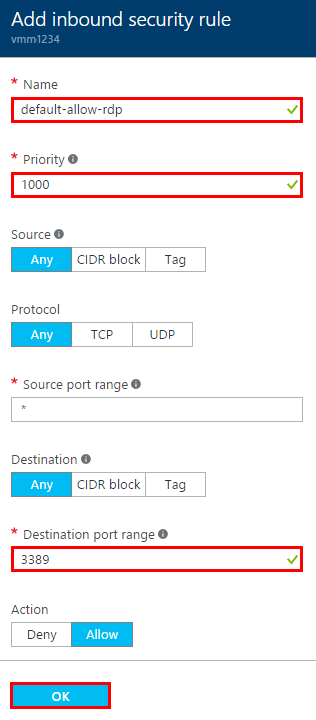 Add inbound security rule
vmm1234
* Name
default-allow-rdp
* Priority
1000
Source
Any CIDR block Tag
Protocol
Any TCP UDP
* Source port range
*
Destination
Any CIDR block Tag
* Destination port range
3389
Action
Deny Allow
OK